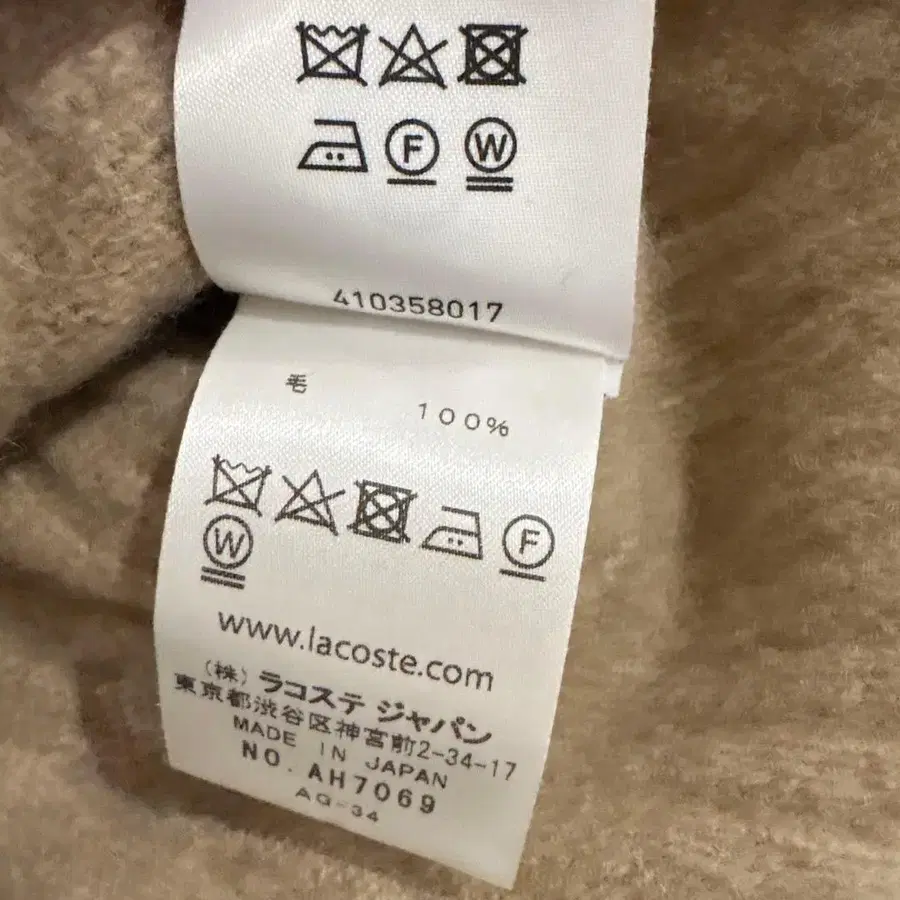 F W
410358017
毛 100%
F
W
www.lacoste.com
(株) ラコステ ジャパン
東京都渋谷区神宮前2-34-17
MADE IN JAPAN
NO. AH7069
AG-34